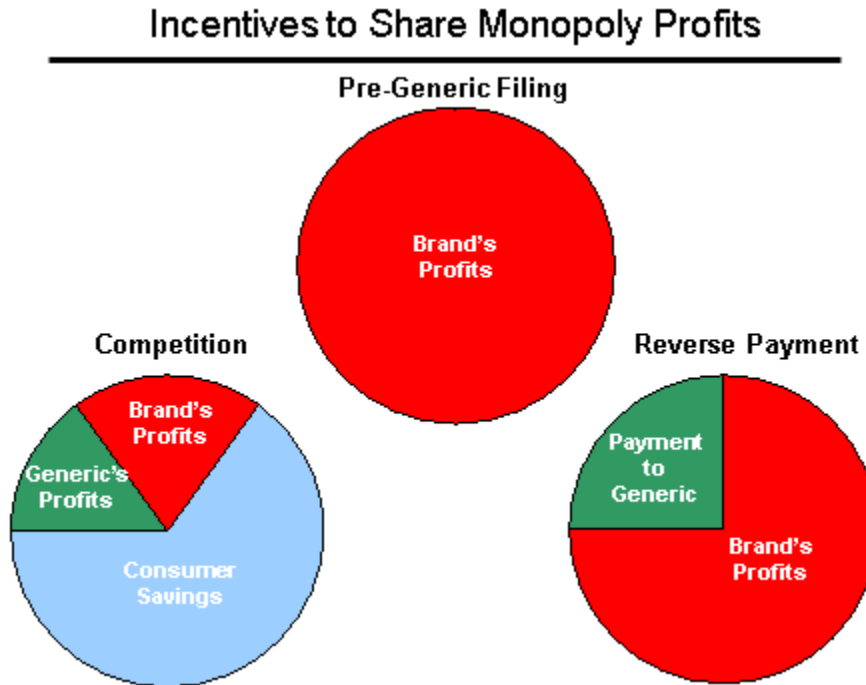 Incentives to Share Monopoly Profits
Pre-Generic Filing
Brand's
Profits
Competition
Brand's
Profits
Generic's
Profits
Consumer
Savings
Reverse Payment
Payment
to
Generic
Brand's
Profits